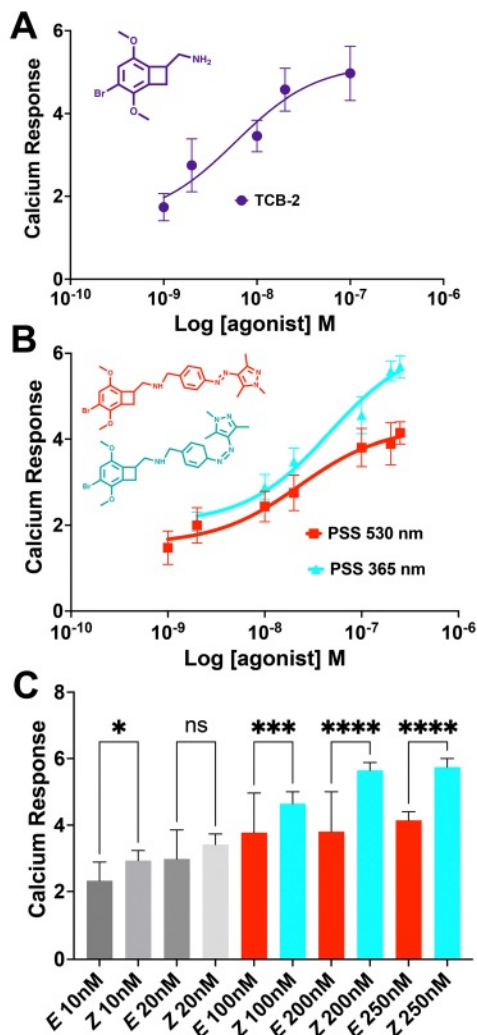 A
6
4
2
0
Calcium Response
O
NH₂
Br
O
TCB-2
10⁻¹⁰ 10⁻⁹ 10⁻⁸ 10⁻⁷ 10⁻⁶
Log [agonist] M
B
6
4
2
0
Calcium Response
O
Br
O
NH
N
N
N
N
O
Br
O
NH
N
N
N
N
PSS 530 nm
PSS 365 nm
10⁻¹⁰ 10⁻⁹ 10⁻⁸ 10⁻⁷ 10⁻⁶
Log [agonist] M
C
8
6
4
2
0
Calcium Response
* ns *** **** ****
E 10nM
Z 10nM
E 20nM
Z 20nM
E 100nM
Z 100nM
E 200nM
Z 200nM
E 250nM
Z 250nM